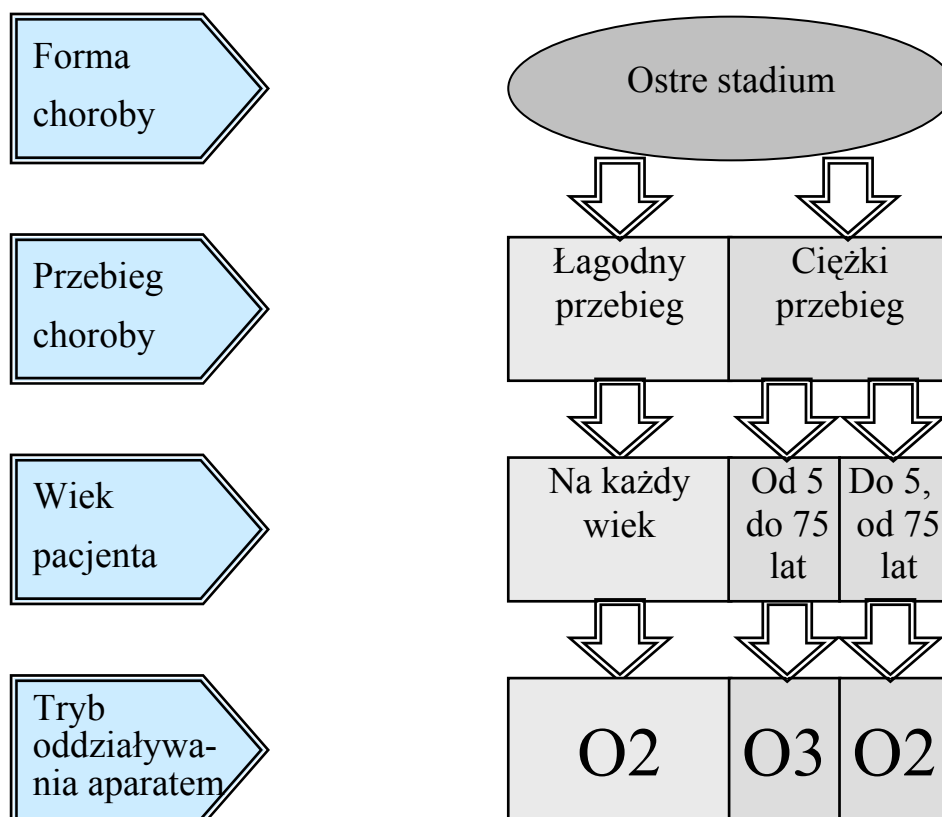 Forma
choroby
Ostre stadium
Przebieg
choroby
Łagodny
przebieg
Ciężki
przebieg
Wiek
pacjenta
Na każdy
wiek
Od 5
do 75
lat
Do 5,
od 75
lat
Tryb
oddziaływa-
nia aparatem
O2
O3
O2